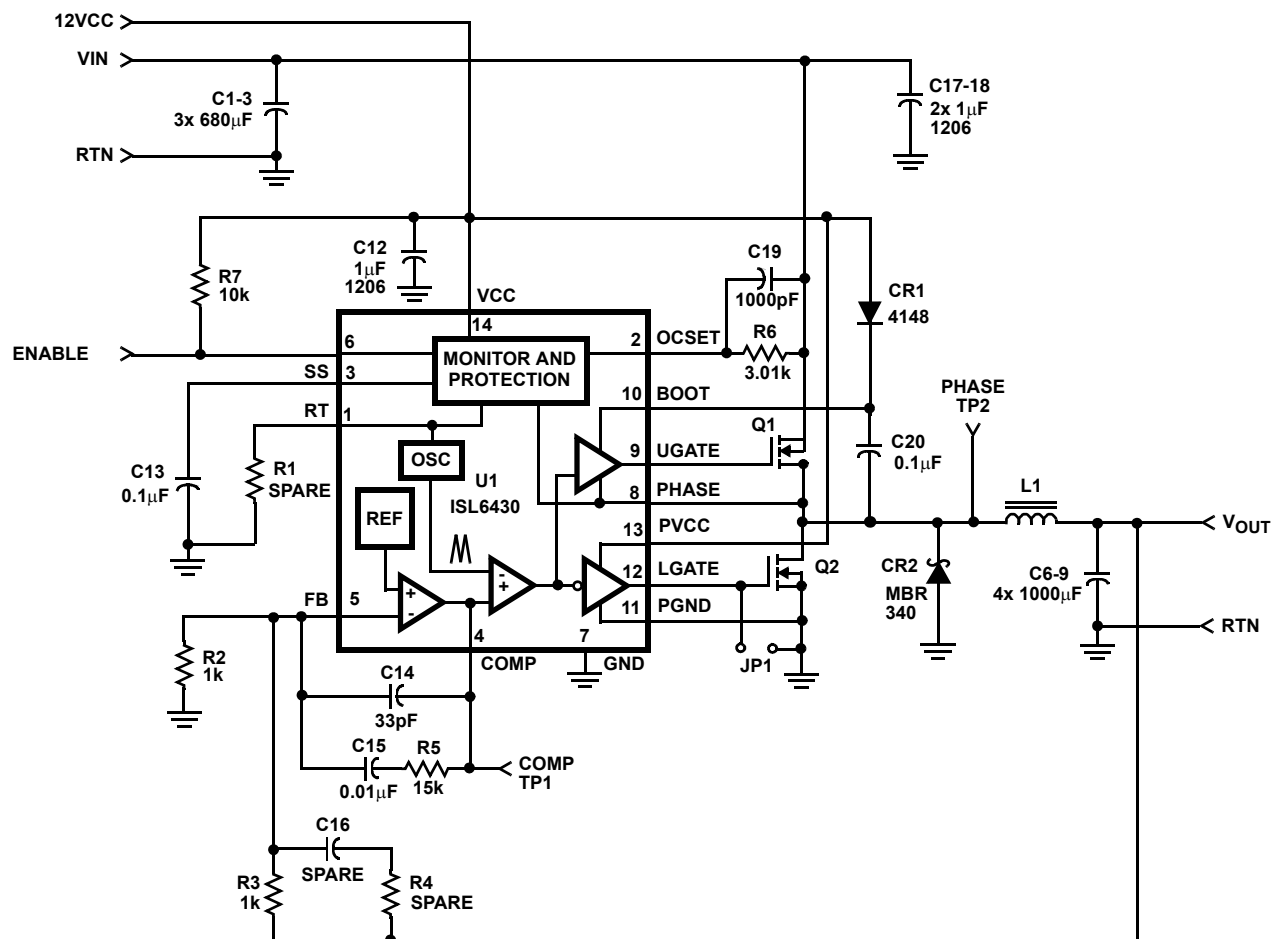 12VCC
VIN
C1-3
3x 680µF
RTN
C17-18
2x 1µF
1206
R7
10k
C12
1µF
1206
VCC
14
C19
1000pF
CR1
4148
ENABLE
6
MONITOR AND
PROTECTION
2
OCSET
R6
3.01k
SS
3
RT
1
10
BOOT
PHASE
TP2
Q1
C20
0.1µF
OSC
9
UGATE
C13
0.1µF
R1
SPARE
U1
ISL6430
REF
8
PHASE
L1
13
PVCC
VOUT
-
+
12
LGATE
Q2
CR2
MBR
340
C6-9
4x 1000µF
FB
5
+
-
11
PGND
RTN
4
COMP
7
GND
JP1
R2
1k
C14
33pF
C15
0.01µF
R5
15k
COMP
TP1
C16
SPARE
R3
1k
R4
SPARE